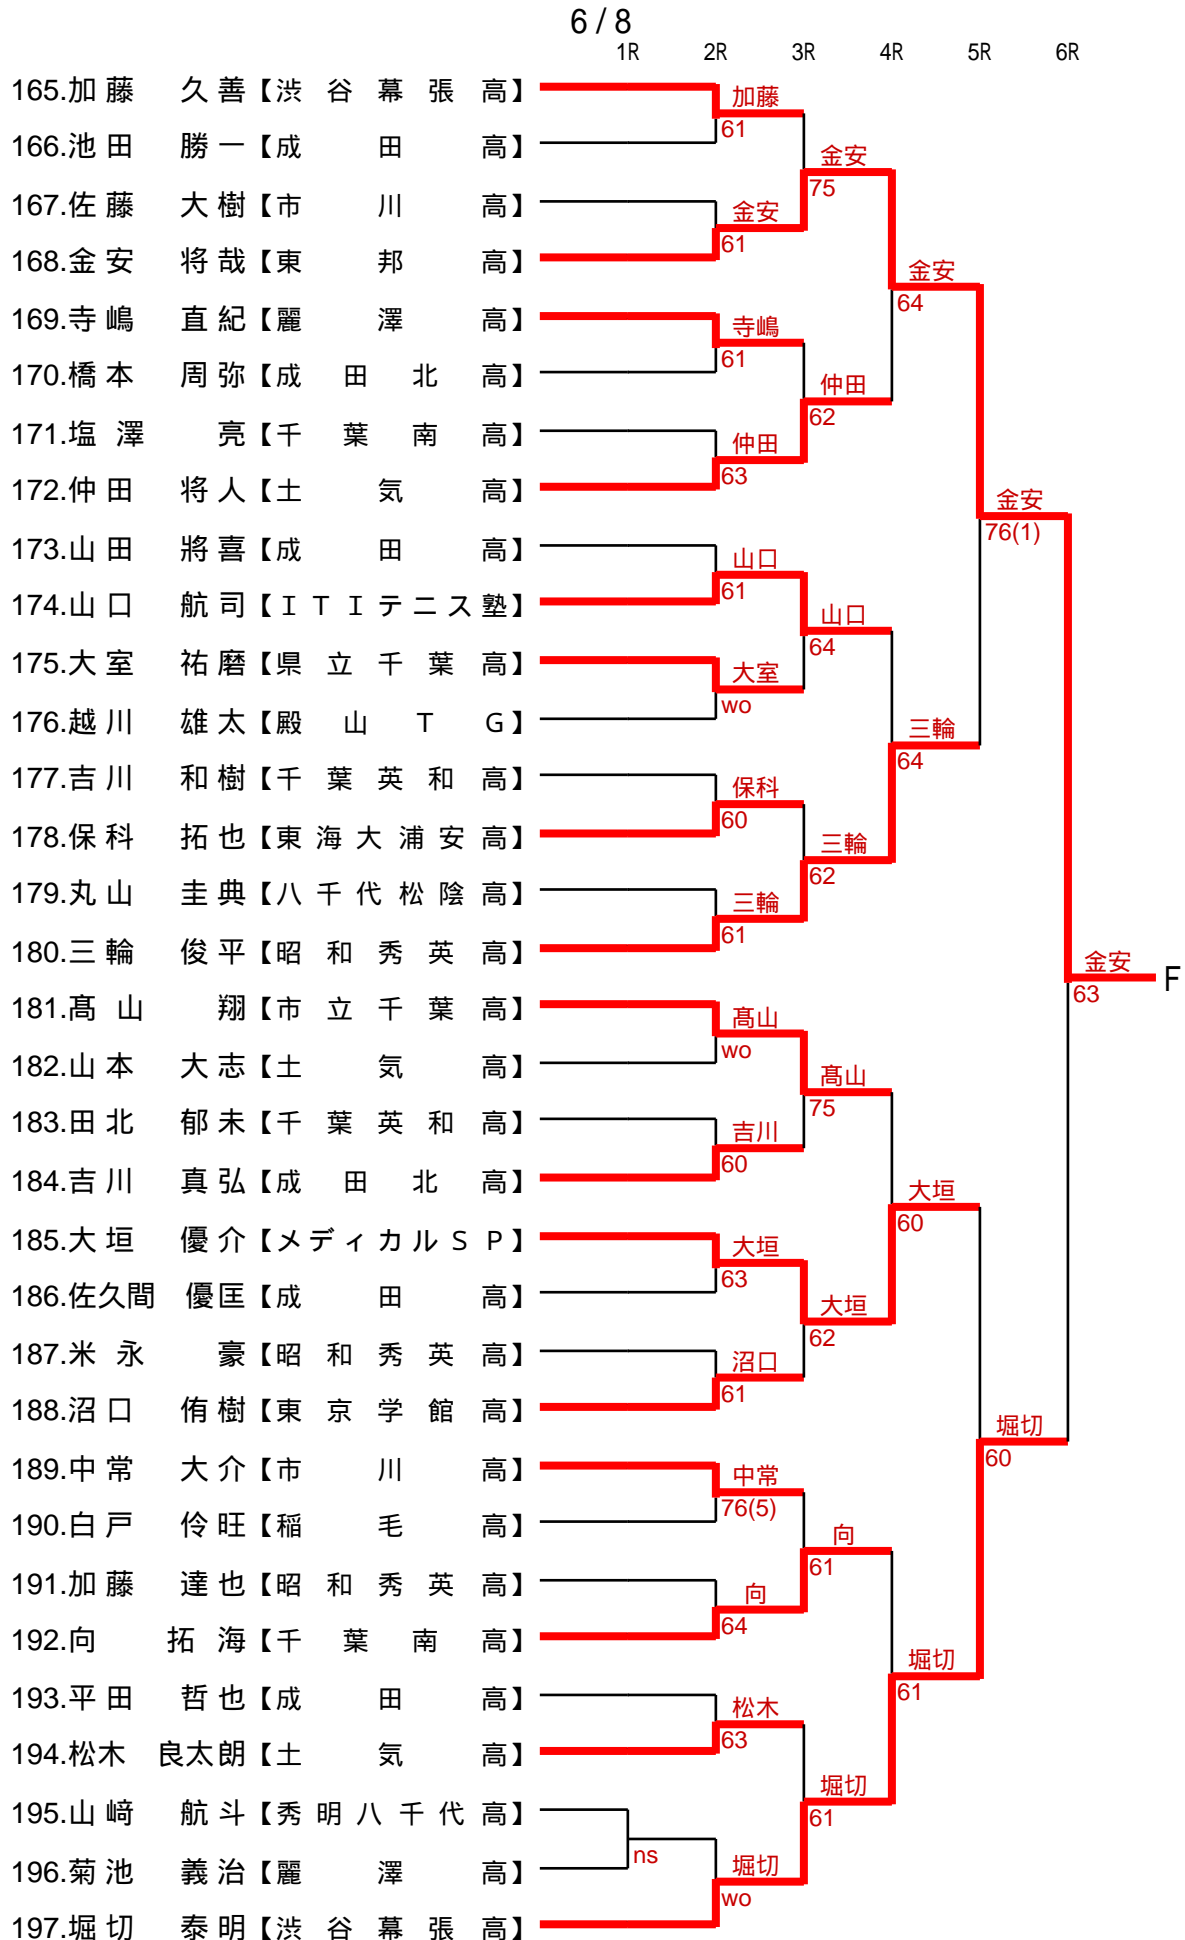 6 / 8
1R 2R 3R 4R 5R 6R
165.加藤 久善【渋谷幕張高】
加藤
61
166.池田 勝一【成田高】
金安
75
167.佐藤 大樹【市川高】
金安
61
168.金安 将哉【東邦高】
金安
64
169.寺嶋 直紀【麗澤高】
寺嶋
61
170.橋本 周弥【成田北高】
仲田
62
171.塩澤 亮【千葉南高】
仲田
63
172.仲田 将人【土気高】
金安
76(1)
173.山田 將喜【成田高】
山口
61
174.山口 航司【ITIテニス塾】
山口
64
175.大室 祐磨【県立千葉高】
大室
wo
176.越川 雄太【殿山TG】
三輪
64
177.吉川 和樹【千葉英和高】
保科
60
178.保科 拓也【東海大浦安高】
三輪
62
179.丸山 圭典【八千代松陰高】
三輪
61
180.三輪 俊平【昭和秀英高】
金安
63
F
181.髙山 翔【市立千葉高】
髙山
wo
182.山本 大志【土気高】
髙山
75
183.田北 郁未【千葉英和高】
吉川
60
184.吉川 真弘【成田北高】
大垣
60
185.大垣 優介【メディカルSP】
大垣
63
186.佐久間 優匡【成田高】
大垣
62
187.米永 豪【昭和秀英高】
沼口
61
188.沼口 侑樹【東京学館高】
堀切
60
189.中常 大介【市川高】
中常
76(5)
190.白戸 伶旺【稲毛高】
向
61
191.加藤 達也【昭和秀英高】
向
64
192.向 拓海【千葉南高】
堀切
61
193.平田 哲也【成田高】
松木
63
194.松木 良太朗【土気高】
堀切
61
195.山﨑 航斗【秀明八千代高】
ns
196.菊池 義治【麗澤高】
堀切
wo
197.堀切 泰明【渋谷幕張高】